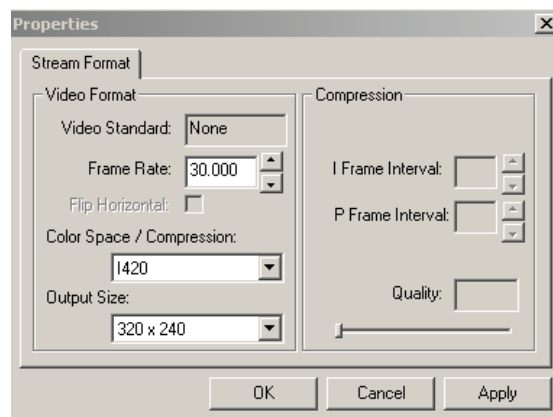 Properties
Stream Format
Video Format
Video Standard: None
Frame Rate: 30.000
Flip Horizontal:
Color Space / Compression:
I420
Output Size:
320 x 240
Compression
I Frame Interval:
P Frame Interval:
Quality:
OK Cancel Apply